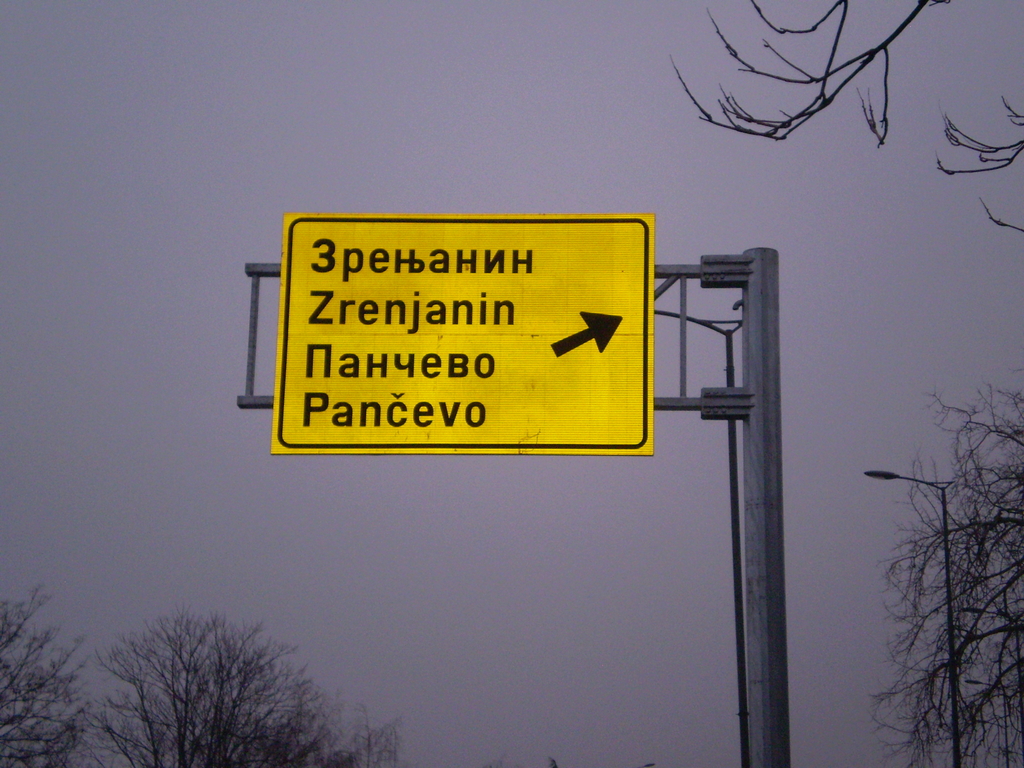 Зрењанин
Zrenjanin
Панчево
Pančevo